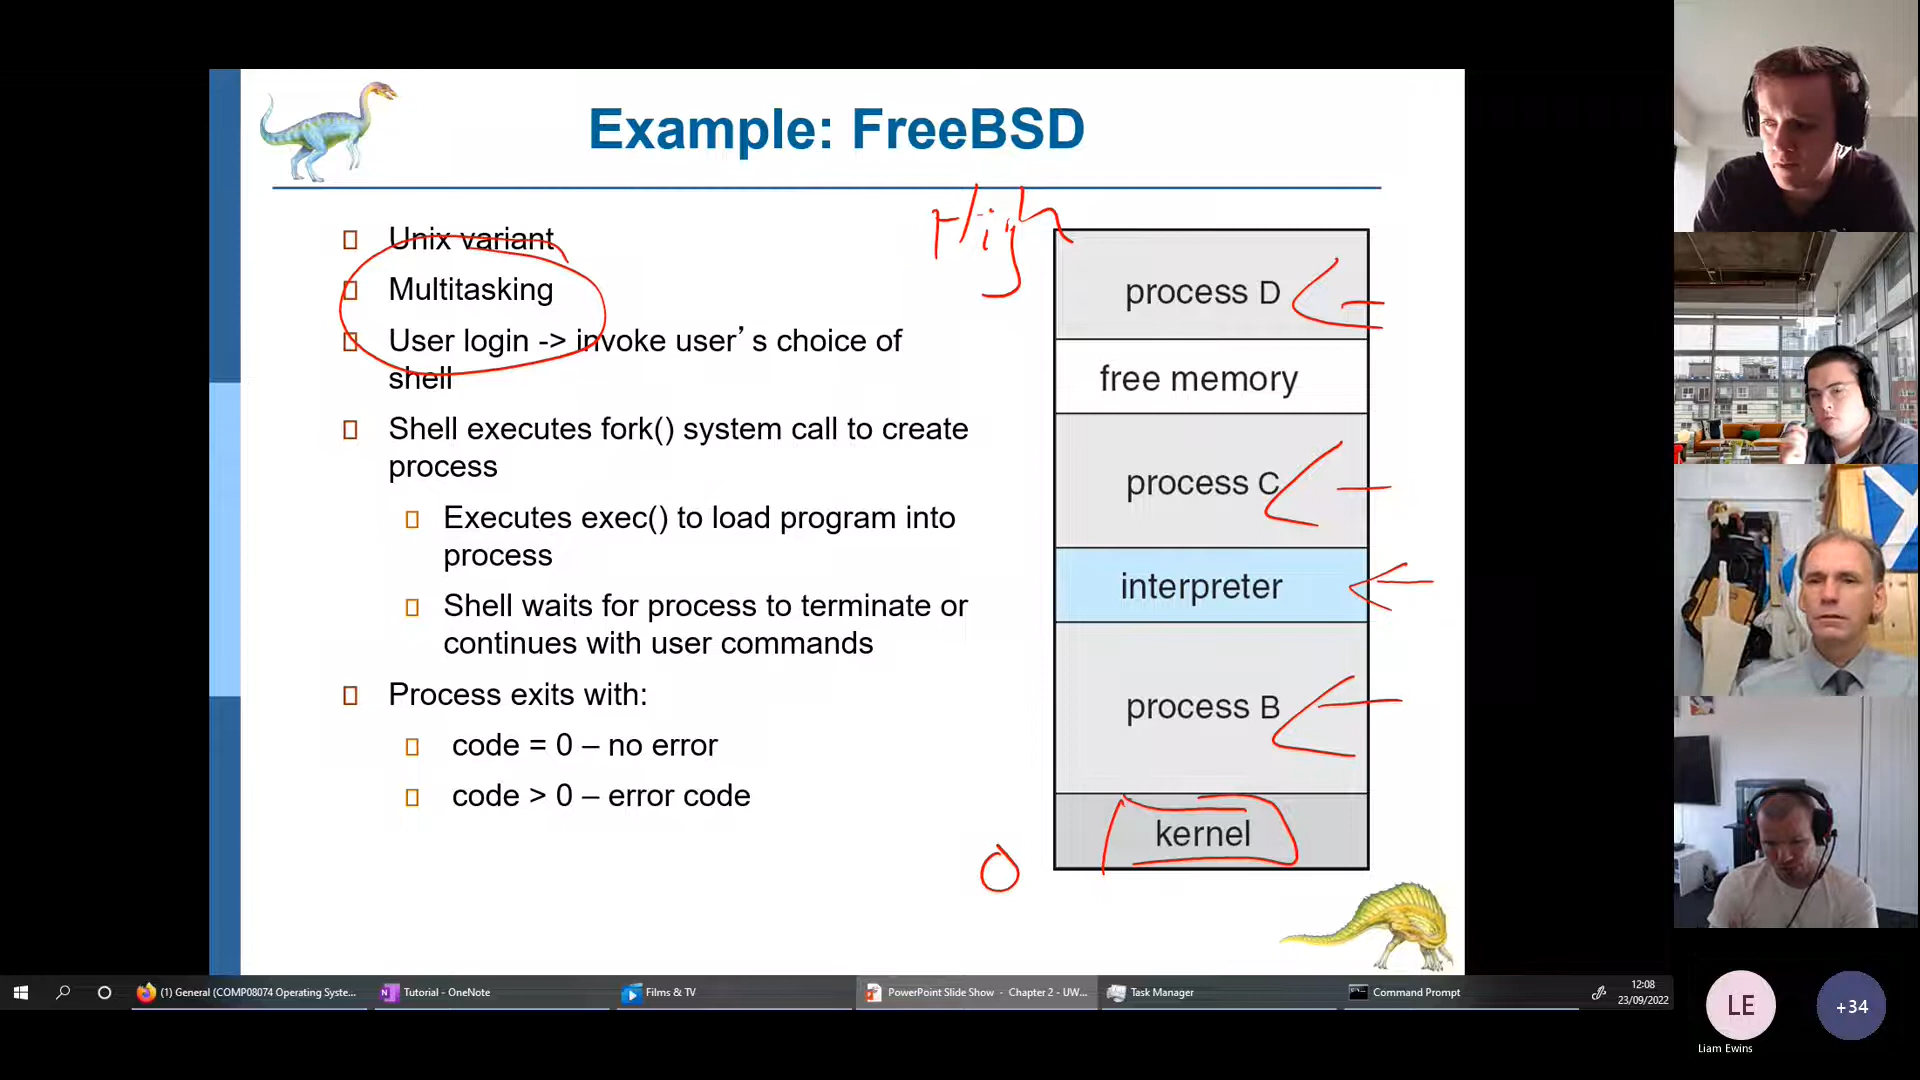 Example: FreeBSD
Unix variant
Multitasking
User login -> invoke user's choice of
shell
Shell executes fork() system call to create
process
Executes exec() to load program into
process
Shell waits for process to terminate or
continues with user commands
Process exits with:
code = 0 – no error
code > 0 – error code
High
process D
free memory
process C
interpreter
process B
kernel
0
(1) General (COMP08074 Operating Syste...
Tutorial - OneNote
Films & TV
PowerPoint Slide Show - Chapter 2 - UW...
Task Manager
Command Prompt
12:08
23/09/2022
LE
+34
Liam Ewins